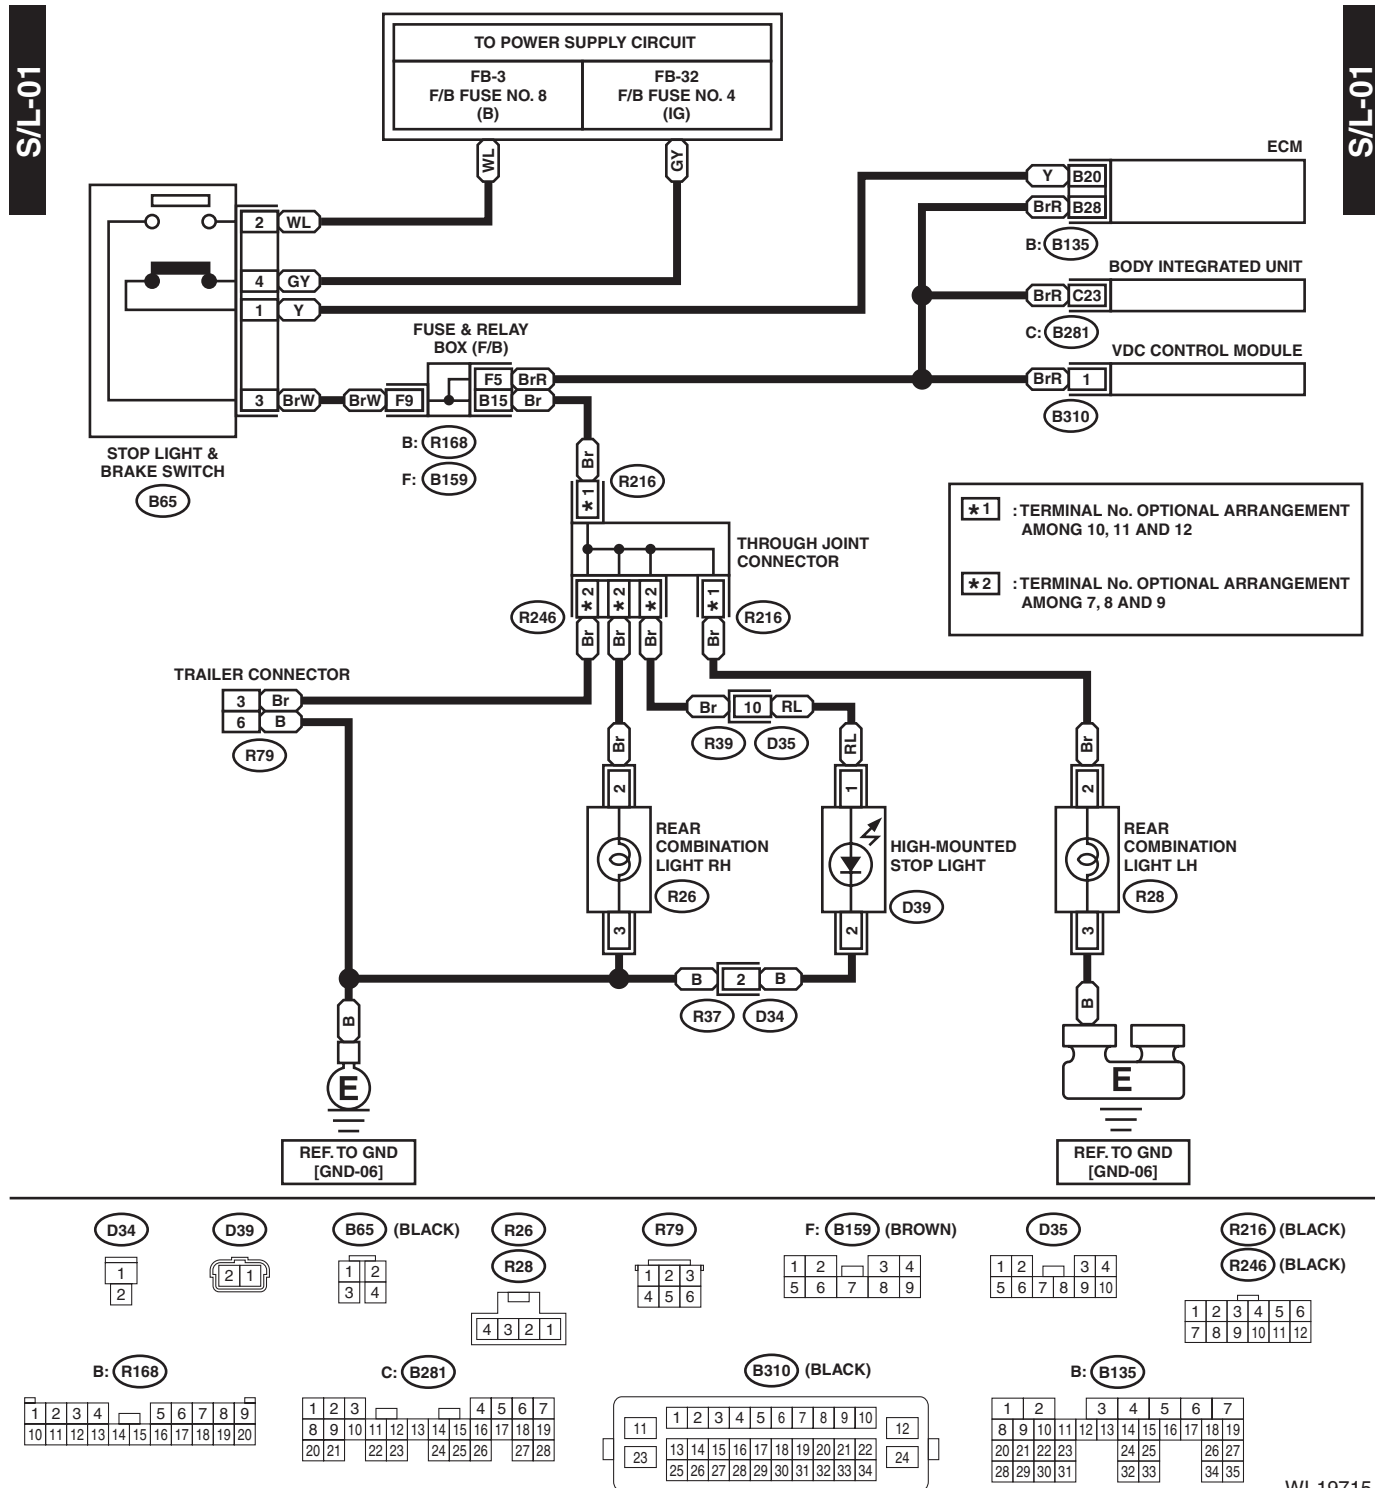 S/L-01
S/L-01
TO POWER SUPPLY CIRCUIT
FB-3
F/B FUSE NO. 8
(B)
FB-32
F/B FUSE NO. 4
(IG)
WL
GY
2 WL
4 GY
1 Y
3 BrW BrW F9
STOP LIGHT &
BRAKE SWITCH
B65
FUSE & RELAY
BOX (F/B)
F5 BrR
B15 Br
B: R168
F: B159
ECM
Y B20
BrR B28
B: B135
BODY INTEGRATED UNIT
BrR C23
C: B281
VDC CONTROL MODULE
BrR 1
B310
Br
*1
R216
THROUGH JOINT
CONNECTOR
*2 *2 *2 *1
R246
R216
Br Br Br Br
*1 : TERMINAL No. OPTIONAL ARRANGEMENT
AMONG 10, 11 AND 12
*2 : TERMINAL No. OPTIONAL ARRANGEMENT
AMONG 7, 8 AND 9
TRAILER CONNECTOR
3 Br
6 B
R79
Br 10 RL
R39 D35
Br
RL
Br
2
1
2
REAR
COMBINATION
LIGHT RH
R26
HIGH-MOUNTED
STOP LIGHT
D39
REAR
COMBINATION
LIGHT LH
R28
3
2
3
B 2 B
R37 D34
B
B
E
E
REF. TO GND
[GND-06]
REF. TO GND
[GND-06]
D34
1
2
D39
2 1
B65 (BLACK)
1 2
3 4
R26
R28
4 3 2 1
R79
1 2 3
4 5 6
F: B159 (BROWN)
1 2 3 4
5 6 7 8 9
D35
1 2 3 4
5 6 7 8 9 10
R216 (BLACK)
R246 (BLACK)
1 2 3 4 5 6
7 8 9 10 11 12
B: R168
1 2 3 4 5 6 7 8 9
10 11 12 13 14 15 16 17 18 19 20
C: B281
1 2 3 4 5 6 7
8 9 10 11 12 13 14 15 16 17 18 19
20 21 22 23 24 25 26 27 28
B310 (BLACK)
11 1 2 3 4 5 6 7 8 9 10 12
23 13 14 15 16 17 18 19 20 21 22 24
25 26 27 28 29 30 31 32 33 34
B: B135
1 2 3 4 5 6 7
8 9 10 11 12 13 14 15 16 17 18 19
20 21 22 23 24 25 26 27
28 29 30 31 32 33 34 35
WI-19715